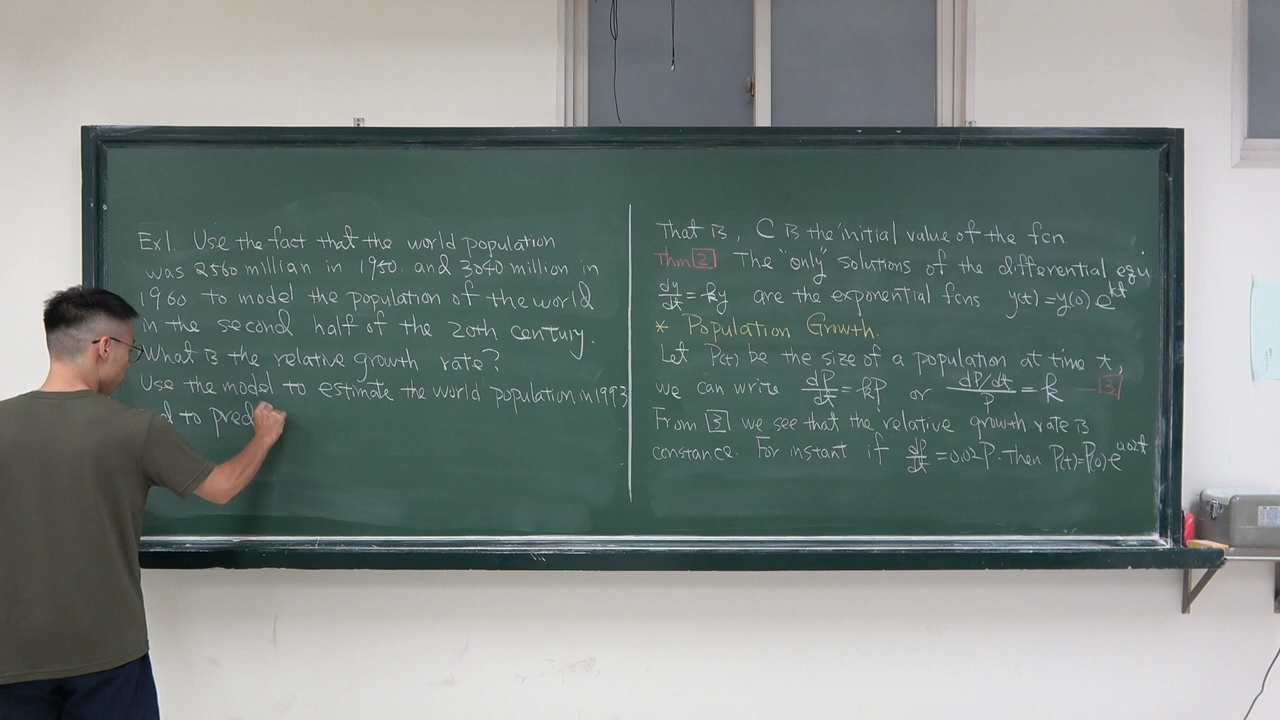 Ex1. Use the fact that the world population
was 2560 million in 1950. and 3040 million in
1960. to model the population of the world
in the second half of the 20th century.
What is the relative growth rate?
Use the model to estimate the world population in 1993
d to pred
That is, C is the initial value of the fcn
Thm 2 The "only" solutions of the differential equ
dy/dt = ky are the exponential fcns y(t) = y(0) e^kt
* Population Growth.
Let P(t) be the size of a population at time t,
we can write dP/dt = kP or (dP/dt)/P = k — 3
From 3 we see that the relative growth rate is
constance. For instant if dP/dt = 0.02P. Then P(t) = P(0)·e^0.02t